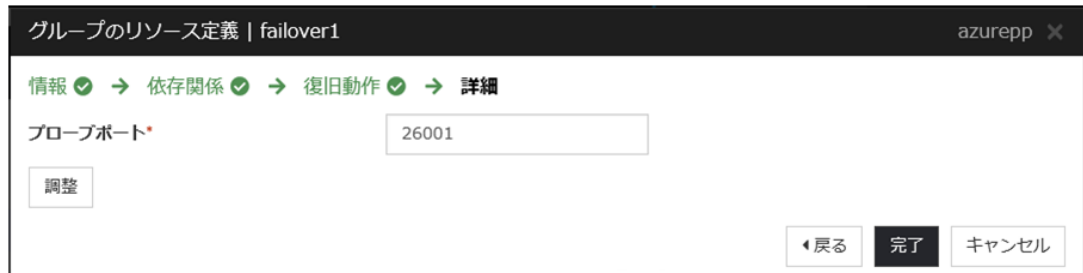 グループのリソース定義 | failover1 azurepp ×
情報 → 依存関係 → 復旧動作 → 詳細
プローブポート* 26001
調整
戻る 完了 キャンセル